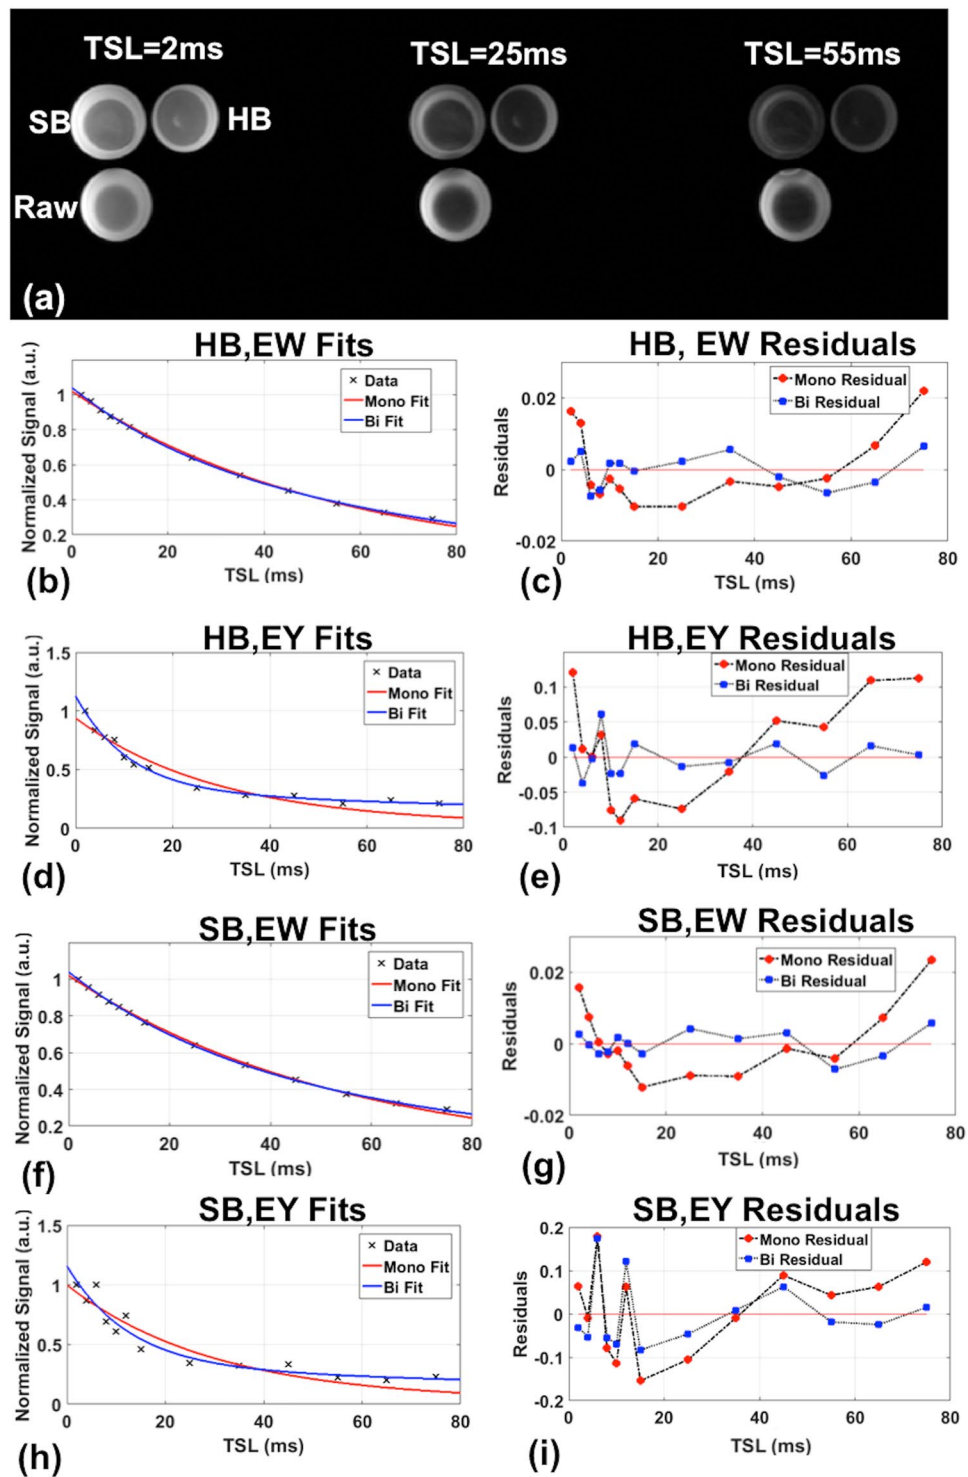 TSL=2ms TSL=25ms TSL=55ms
SB HB
Raw
(a)
HB,EW Fits
Normalized Signal (a.u.)
1
0.8
0.6
0.4
0.2
0 20 40 60 80
TSL (ms)
Data
Mono Fit
Bi Fit
(b)
HB, EW Residuals
Residuals
0.02
0
-0.02
0 20 40 60 80
TSL (ms)
Mono Residual
Bi Residual
(c)
HB,EY Fits
Normalized Signal (a.u.)
1.5
1
0.5
0
0 20 40 60 80
TSL (ms)
Data
Mono Fit
Bi Fit
(d)
HB,EY Residuals
Residuals
0.1
0.05
0
-0.05
-0.1
0 20 40 60 80
TSL (ms)
Mono Residual
Bi Residual
(e)
SB,EW Fits
Normalized Signal (a.u.)
1
0.8
0.6
0.4
0.2
0 20 40 60 80
TSL (ms)
Data
Mono Fit
Bi Fit
(f)
SB,EW Residuals
Residuals
0.02
0
-0.02
0 20 40 60 80
TSL (ms)
Mono Residual
Bi Residual
(g)
SB,EY Fits
Normalized Signal (a.u.)
1.5
1
0.5
0
0 20 40 60 80
TSL (ms)
Data
Mono Fit
Bi Fit
(h)
SB,EY Residuals
Residuals
0.2
0.1
0
-0.1
-0.2
0 20 40 60 80
TSL (ms)
Mono Residual
Bi Residual
(i)